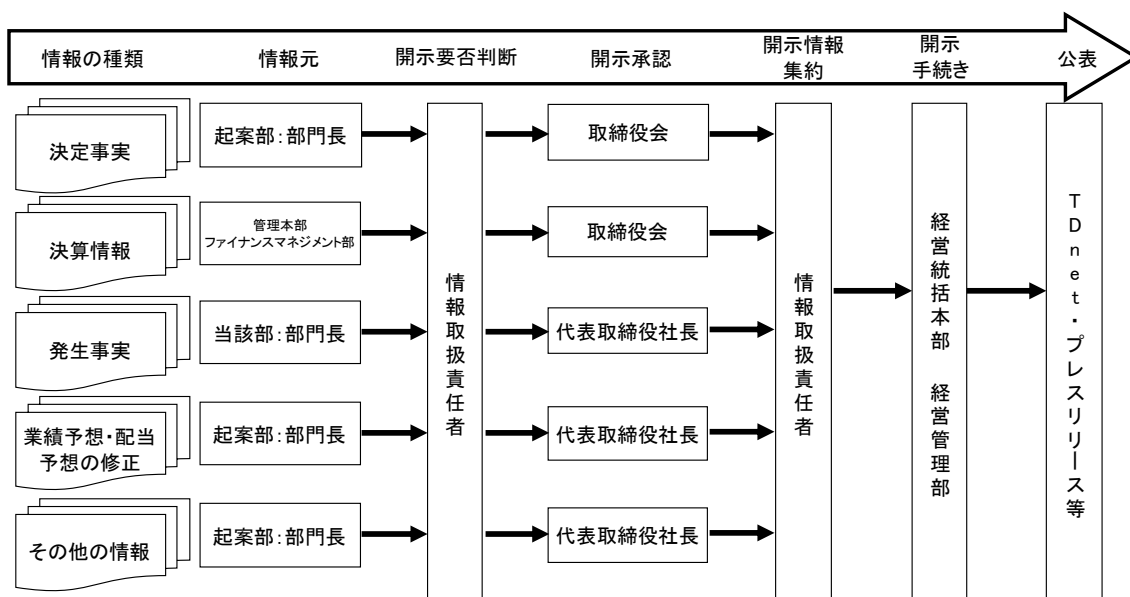 情報の種類
情報元
開示要否判断
開示承認
開示情報
集約
開示
手続き
公表
決定事実
起案部：部門長
取締役会
決算情報
管理本部
ファイナンスマネジメント部
取締役会
発生事実
当該部：部門長
代表取締役社長
業績予想・配当
予想の修正
起案部：部門長
代表取締役社長
その他の情報
起案部：部門長
代表取締役社長
情報取扱責任者
情報取扱責任者
経営統括本部　経営管理部
TDnet・プレスリリース等